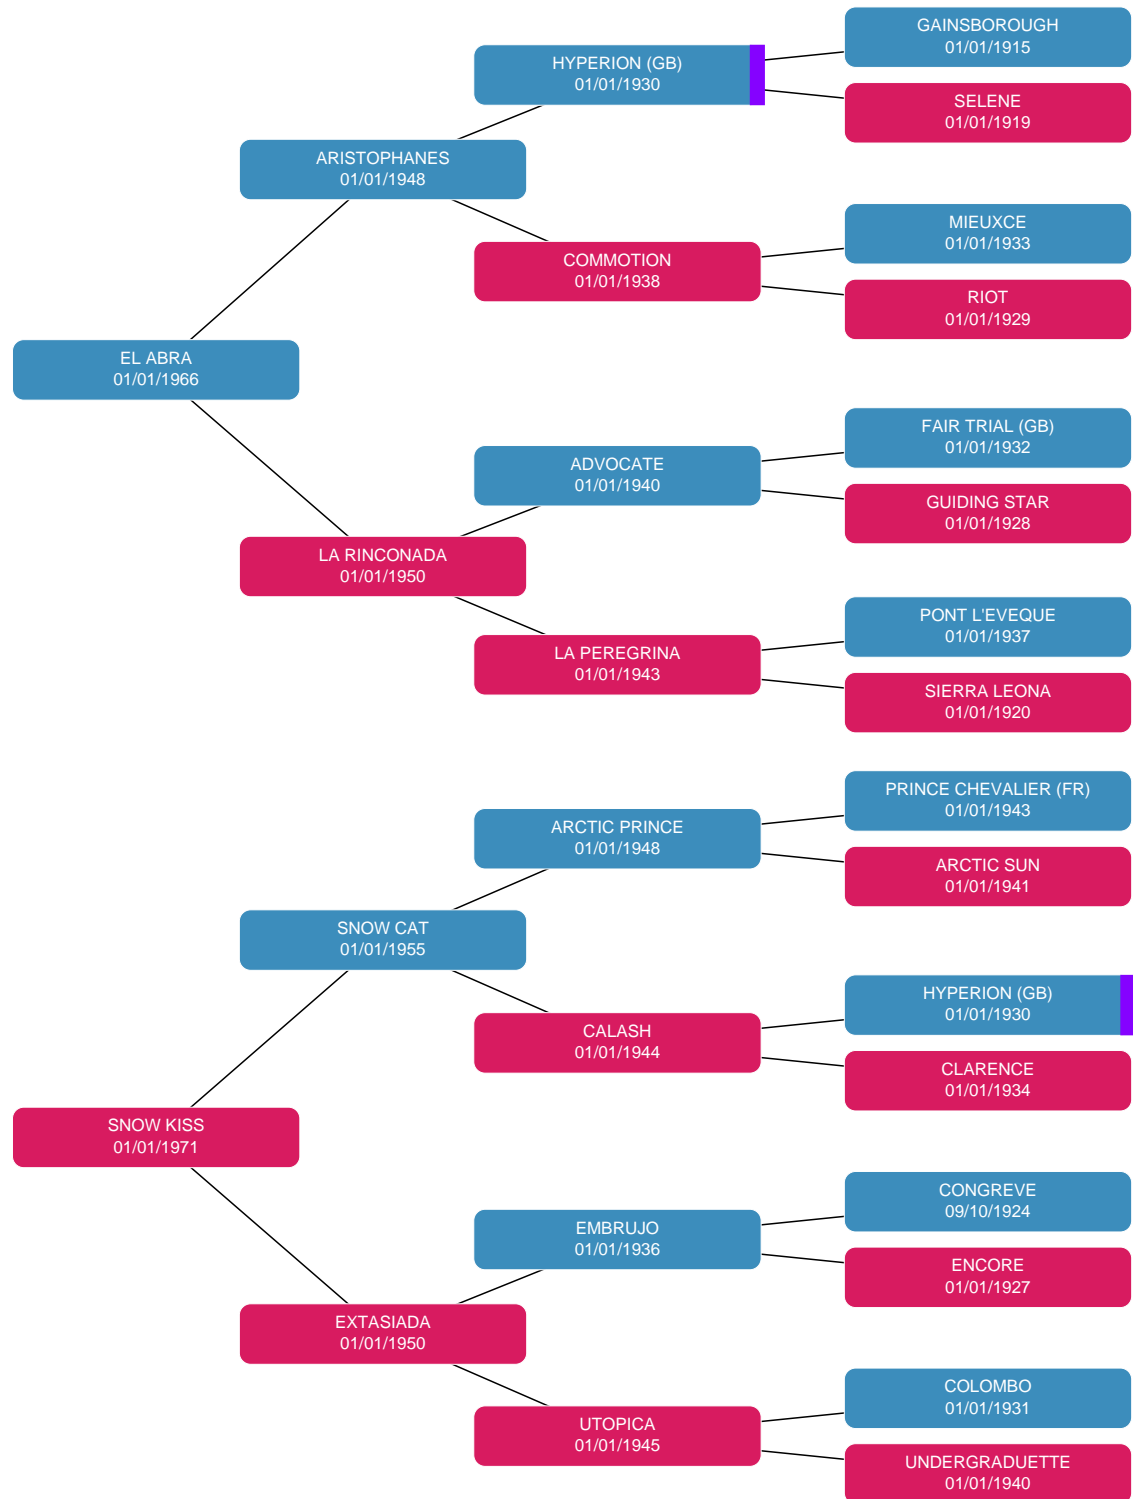 GAINSBOROUGH
01/01/1915
HYPERION (GB)
01/01/1930
SELENE
01/01/1919
ARISTOPHANES
01/01/1948
MIEUXCE
01/01/1933
COMMOTION
01/01/1938
RIOT
01/01/1929
EL ABRA
01/01/1966
FAIR TRIAL (GB)
01/01/1932
ADVOCATE
01/01/1940
GUIDING STAR
01/01/1928
LA RINCONADA
01/01/1950
PONT L'EVEQUE
01/01/1937
LA PEREGRINA
01/01/1943
SIERRA LEONA
01/01/1920
PRINCE CHEVALIER (FR)
01/01/1943
ARCTIC PRINCE
01/01/1948
ARCTIC SUN
01/01/1941
SNOW CAT
01/01/1955
HYPERION (GB)
01/01/1930
CALASH
01/01/1944
CLARENCE
01/01/1934
SNOW KISS
01/01/1971
CONGREVE
09/10/1924
EMBRUJO
01/01/1936
ENCORE
01/01/1927
EXTASIADA
01/01/1950
COLOMBO
01/01/1931
UTOPICA
01/01/1945
UNDERGRADUETTE
01/01/1940